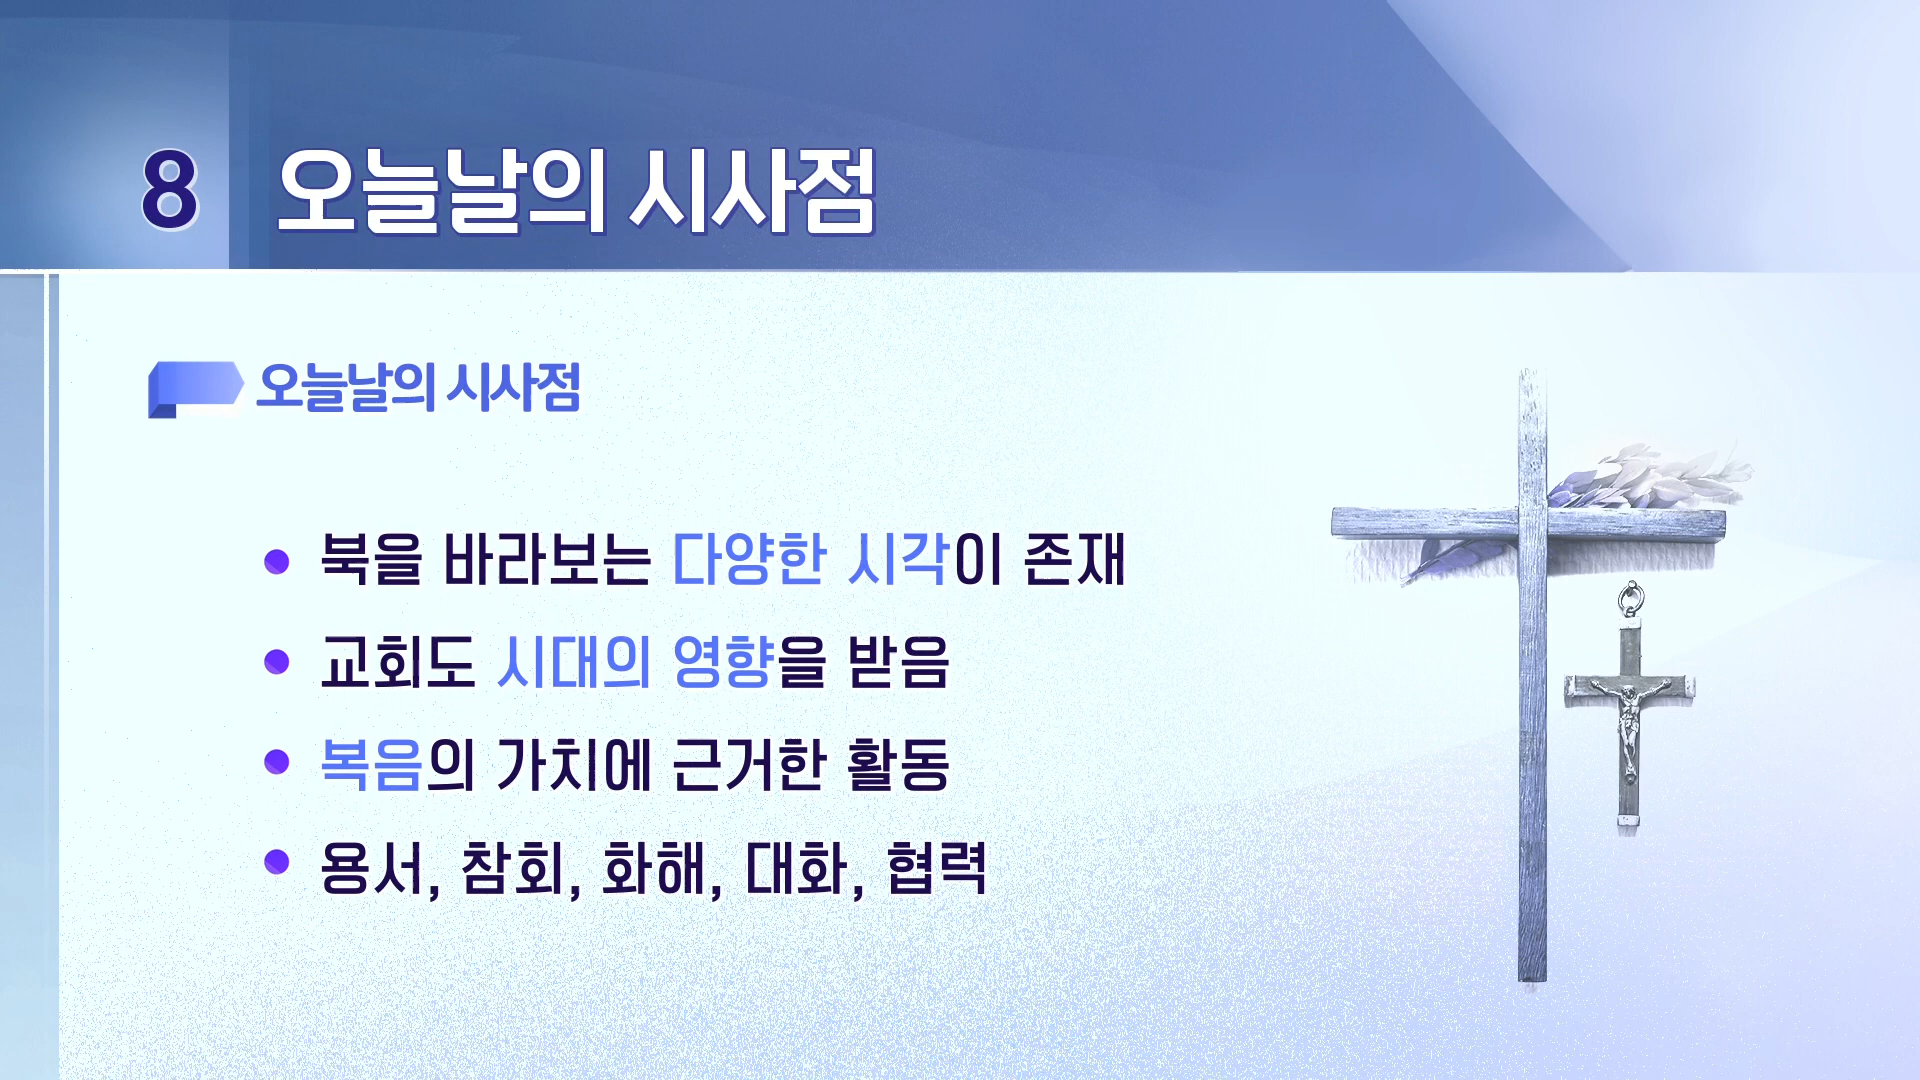 8 오늘날의 시사점
오늘날의 시사점
북을 바라보는 다양한 시각이 존재
교회도 시대의 영향을 받음
복음의 가치에 근거한 활동
용서, 참회, 화해, 대화, 협력